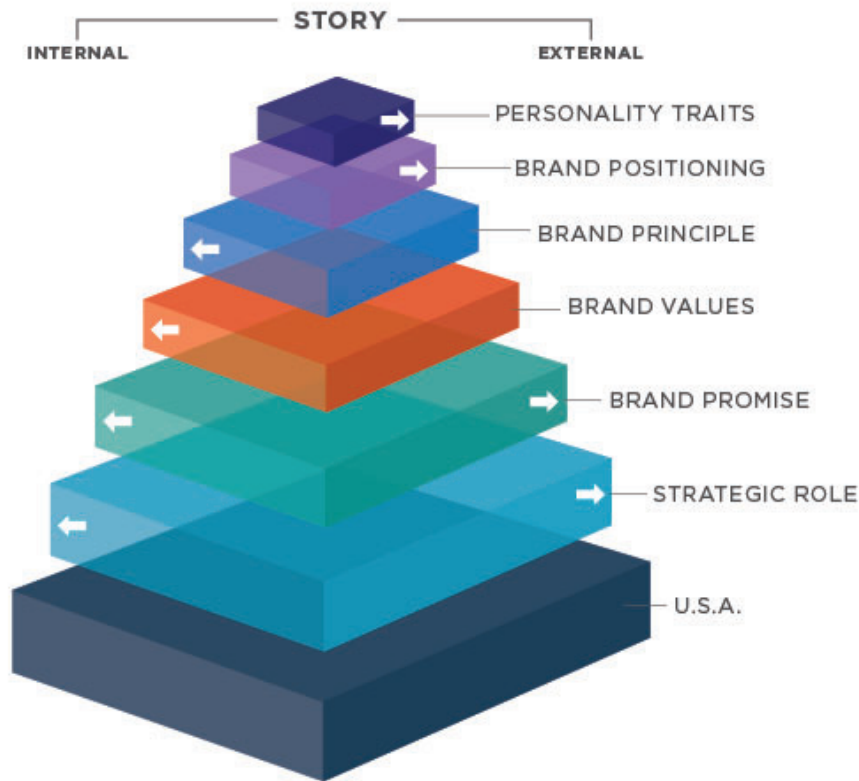 STORY
INTERNAL
EXTERNAL
PERSONALITY TRAITS
BRAND POSITIONING
BRAND PRINCIPLE
BRAND VALUES
BRAND PROMISE
STRATEGIC ROLE
U.S.A.